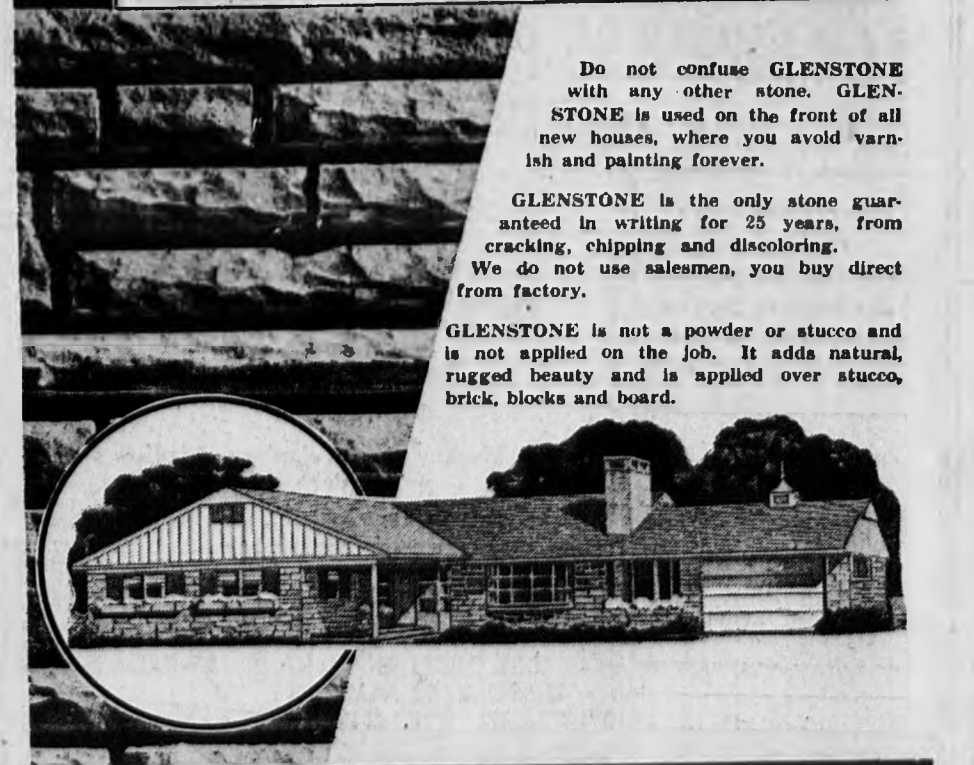 Do not confuse GLENSTONE
with any other stone. GLEN-
STONE is used on the front of all
new houses, where you avoid varn-
ish and painting forever.
GLENSTONE is the only stone guar-
anteed in writing for 25 years, from
cracking, chipping and discoloring.
We do not use salesmen, you buy direct
from factory.
GLENSTONE is not a powder or stucco and
is not applied on the job. It adds natural,
rugged beauty and is applied over stucco,
brick, blocks and board.